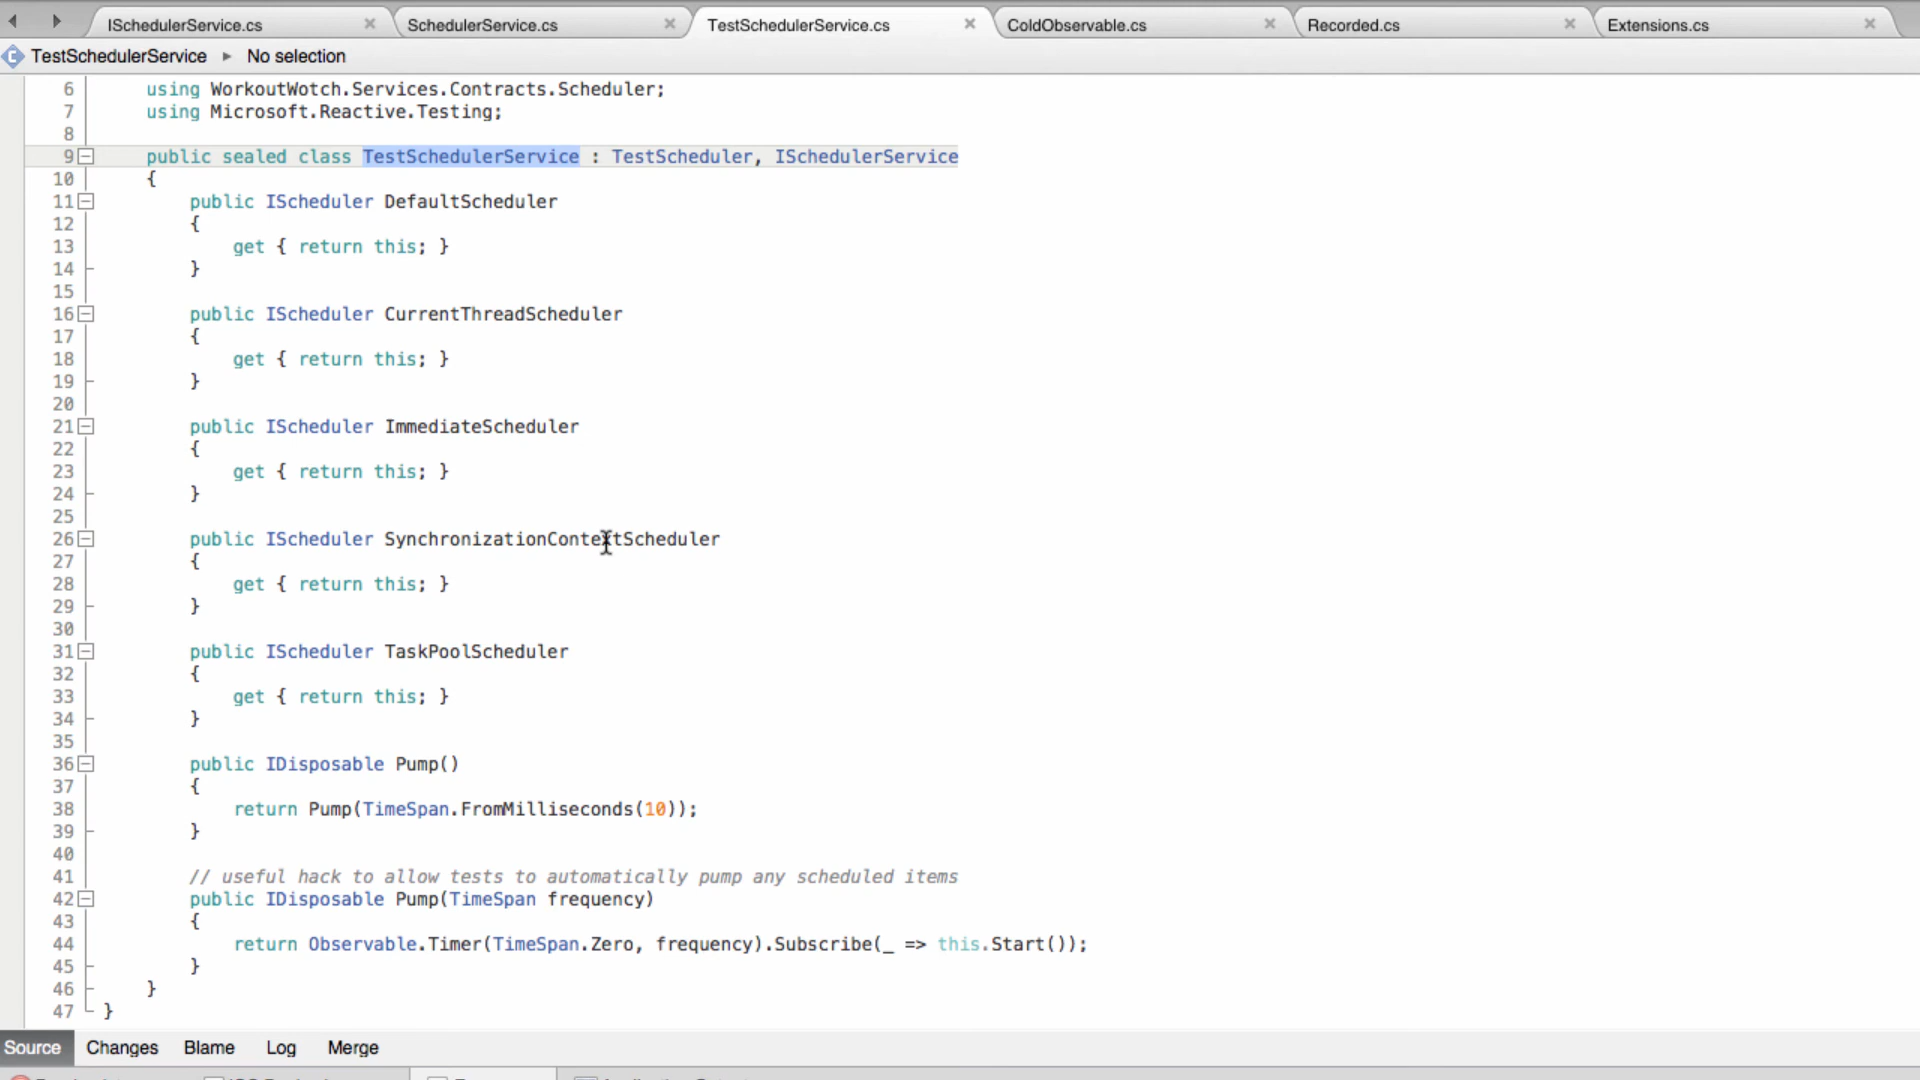 ISchedulerService.cs × SchedulerService.cs × TestSchedulerService.cs × ColdObservable.cs × Recorded.cs × Extensions.cs ×
TestSchedulerService ▸ No selection
6 using WorkoutWotch.Services.Contracts.Scheduler;
7 using Microsoft.Reactive.Testing;
8
9 public sealed class TestSchedulerService : TestScheduler, ISchedulerService
10 {
11 public IScheduler DefaultScheduler
12 {
13 get { return this; }
14 }
15
16 public IScheduler CurrentThreadScheduler
17 {
18 get { return this; }
19 }
20
21 public IScheduler ImmediateScheduler
22 {
23 get { return this; }
24 }
25
26 public IScheduler SynchronizationContextScheduler
27 {
28 get { return this; }
29 }
30
31 public IScheduler TaskPoolScheduler
32 {
33 get { return this; }
34 }
35
36 public IDisposable Pump()
37 {
38 return Pump(TimeSpan.FromMilliseconds(10));
39 }
40
41 // useful hack to allow tests to automatically pump any scheduled items
42 public IDisposable Pump(TimeSpan frequency)
43 {
44 return Observable.Timer(TimeSpan.Zero, frequency).Subscribe(_ => this.Start());
45 }
46 }
47 }
Source Changes Blame Log Merge